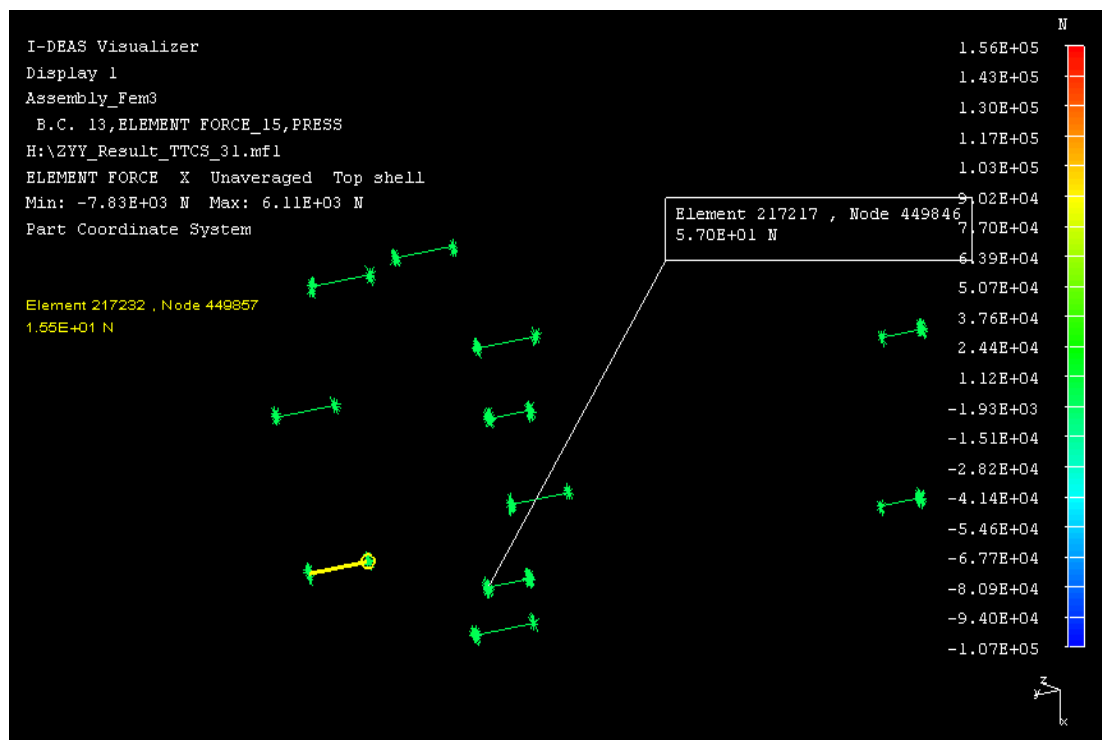 I-DEAS Visualizer
Display 1
Assembly_Fem3
B.C. 13,ELEMENT FORCE_15,PRESS
H:\ZYY_Result_TTCS_31.mf1
ELEMENT FORCE X Unaveraged Top shell
Min: -7.83E+03 N Max: 6.11E+03 N
Part Coordinate System
Element 217232 , Node 449857
1.55E+01 N
Element 217217 , Node 449846
5.70E+01 N
N
1.56E+05
1.43E+05
1.30E+05
1.17E+05
1.03E+05
9.02E+04
7.70E+04
6.39E+04
5.07E+04
3.76E+04
2.44E+04
1.12E+04
-1.93E+03
-1.51E+04
-2.82E+04
-4.14E+04
-5.46E+04
-6.77E+04
-8.09E+04
-9.40E+04
-1.07E+05
z
y
x